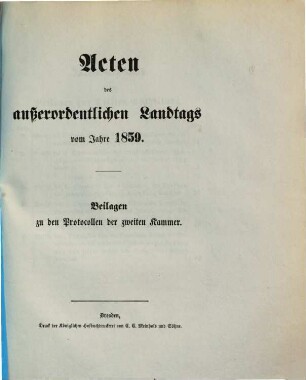 Acten
des
außerordentlichen Landtags
vom Jahre 1859.
Beilagen
zu den Protocollen der zweiten Kammer.
Dresden,
Druck der Königlichen Hofbuchdruckerei von C. C. Meinhold und Söhne.